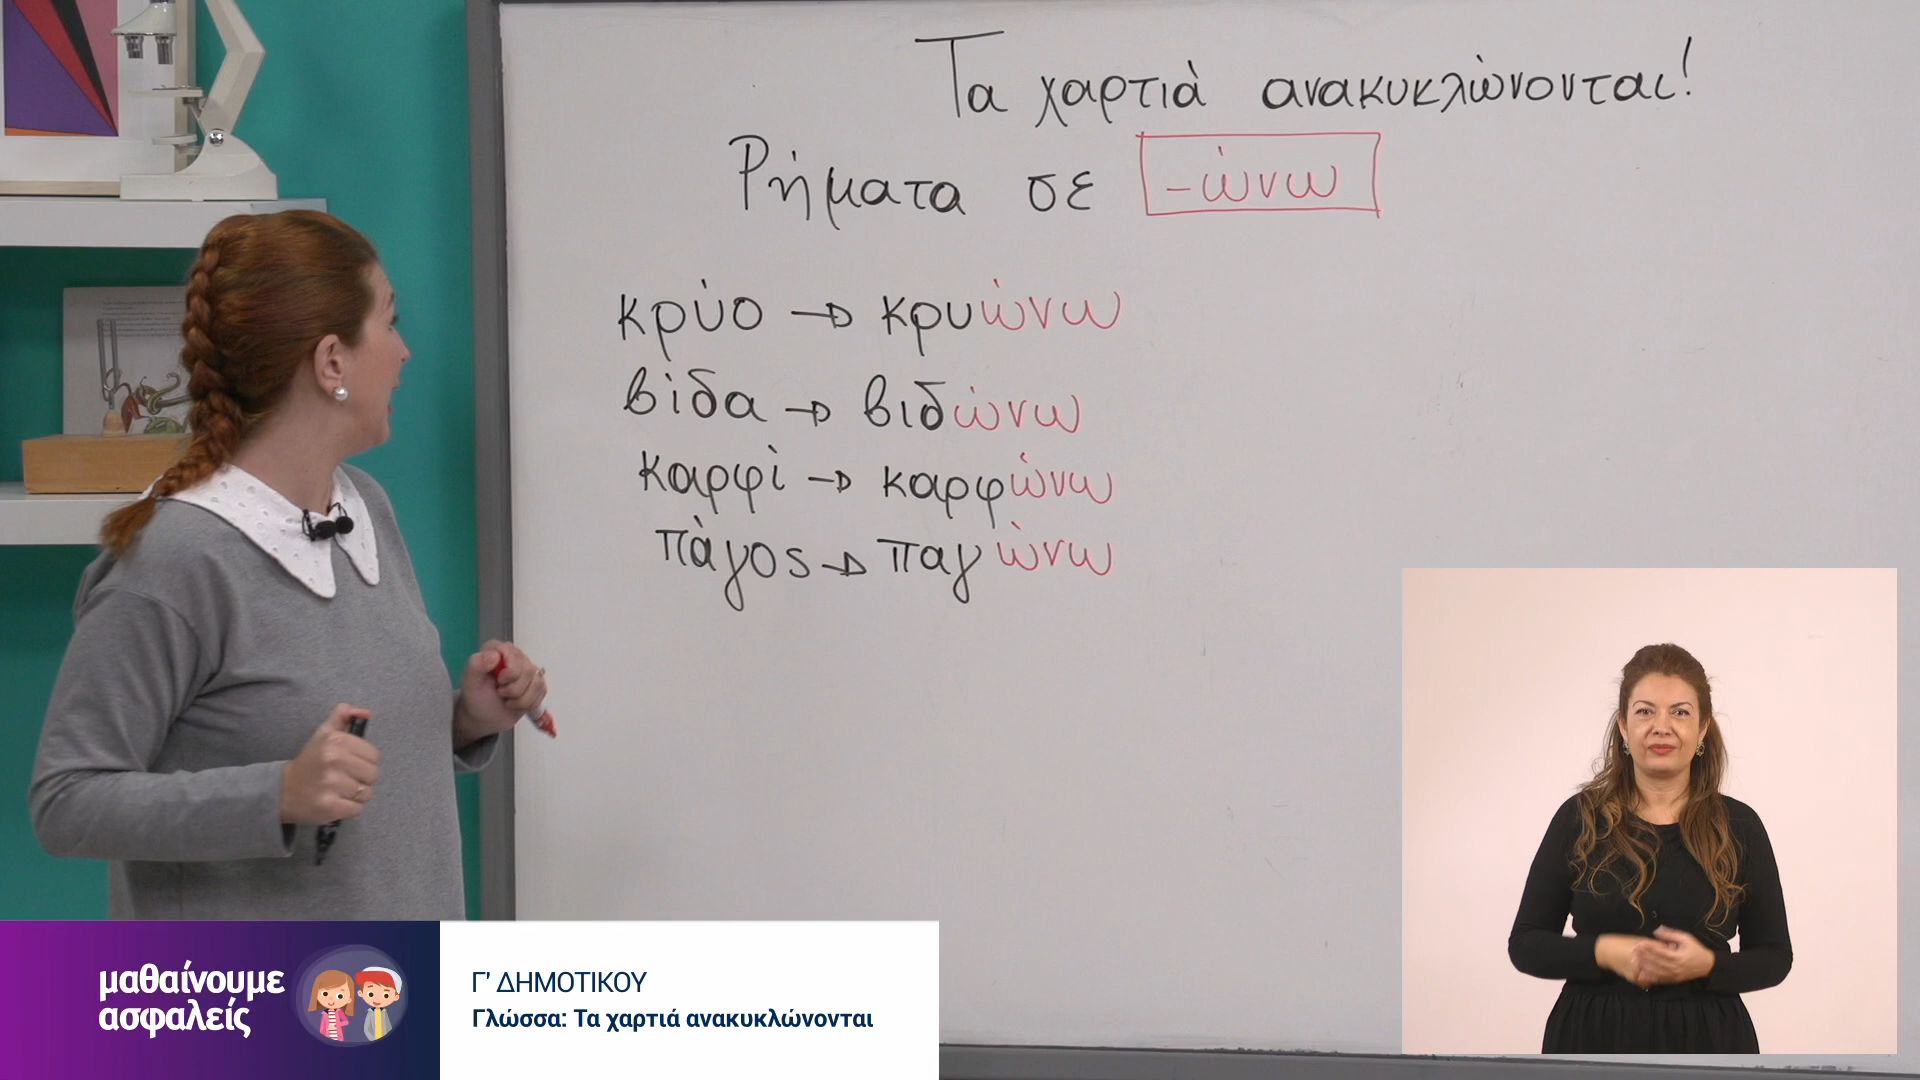 Τα χαρτιά ανακυκλώνονται!
Ρήματα σε -ώνω
κρύο → κρυώνω
βίδα → βιδώνω
καρφί → καρφώνω
πάγος → παγώνω
μαθαίνουμε
ασφαλείς
Γ' ΔΗΜΟΤΙΚΟΥ
Γλώσσα: Τα χαρτιά ανακυκλώνονται